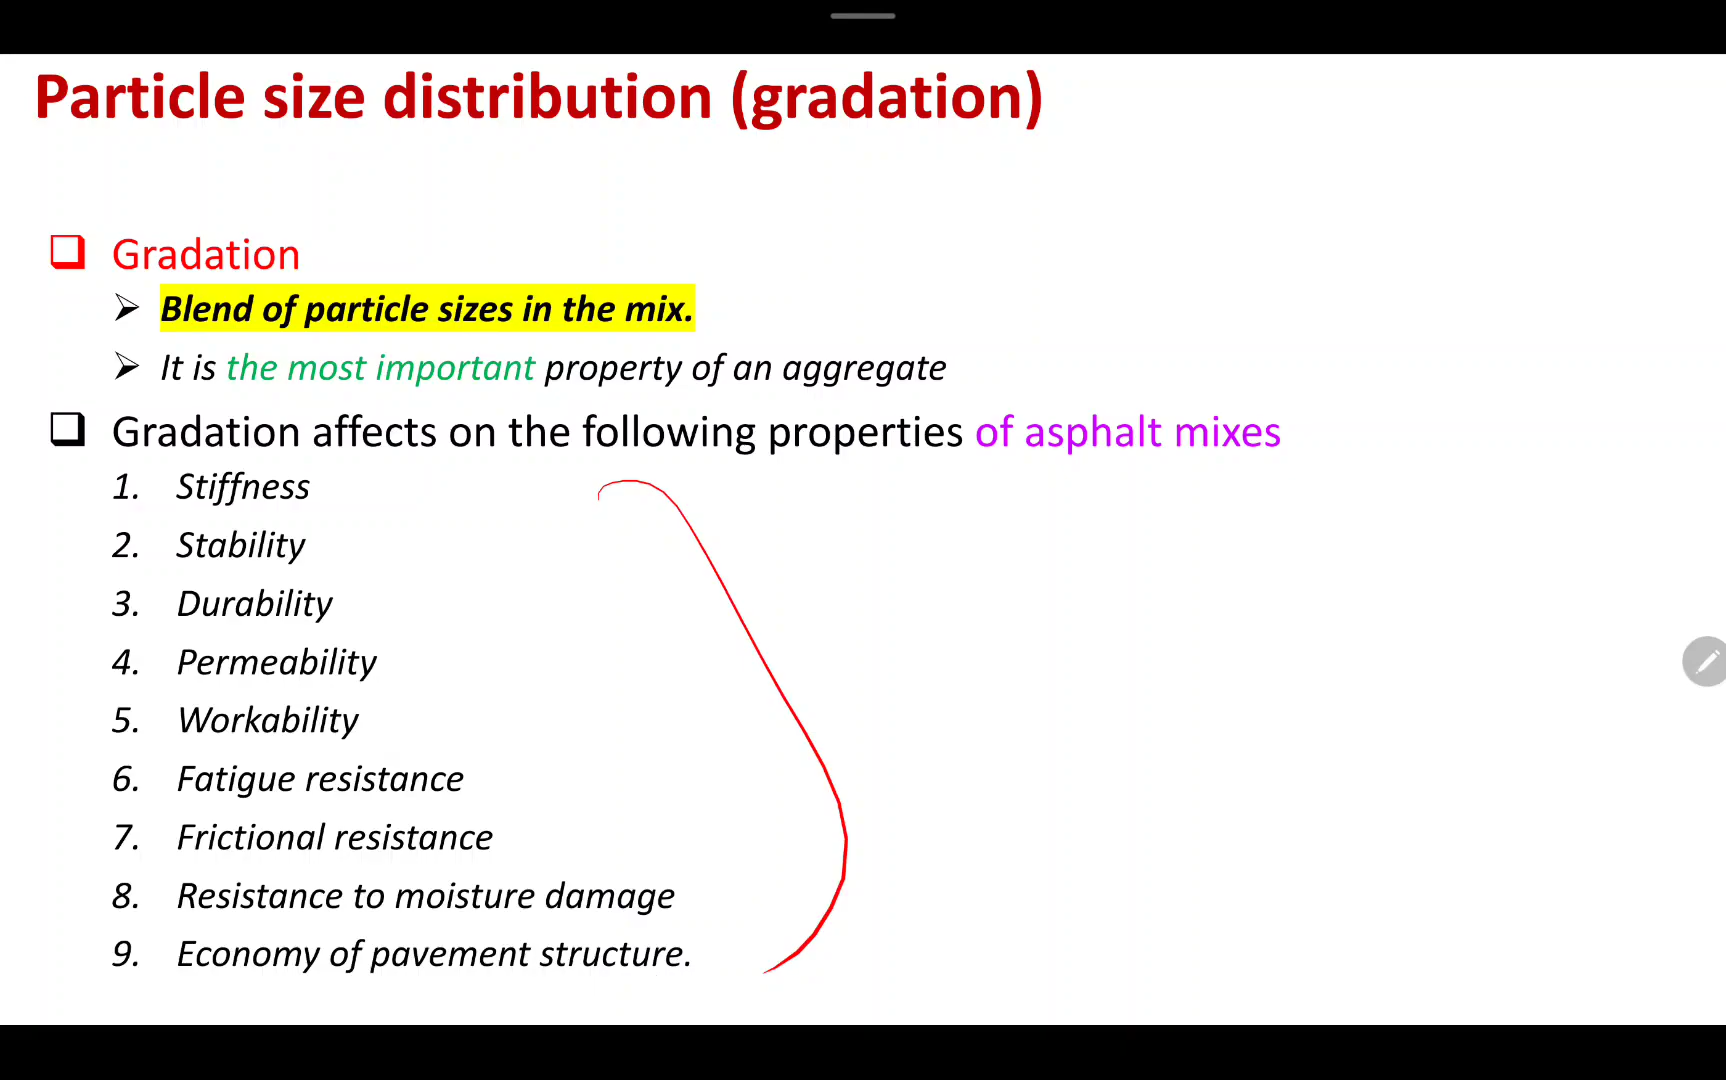 Particle size distribution (gradation)
Gradation
Blend of particle sizes in the mix.
It is the most important property of an aggregate
Gradation affects on the following properties of asphalt mixes
1. Stiffness
2. Stability
3. Durability
4. Permeability
5. Workability
6. Fatigue resistance
7. Frictional resistance
8. Resistance to moisture damage
9. Economy of pavement structure.